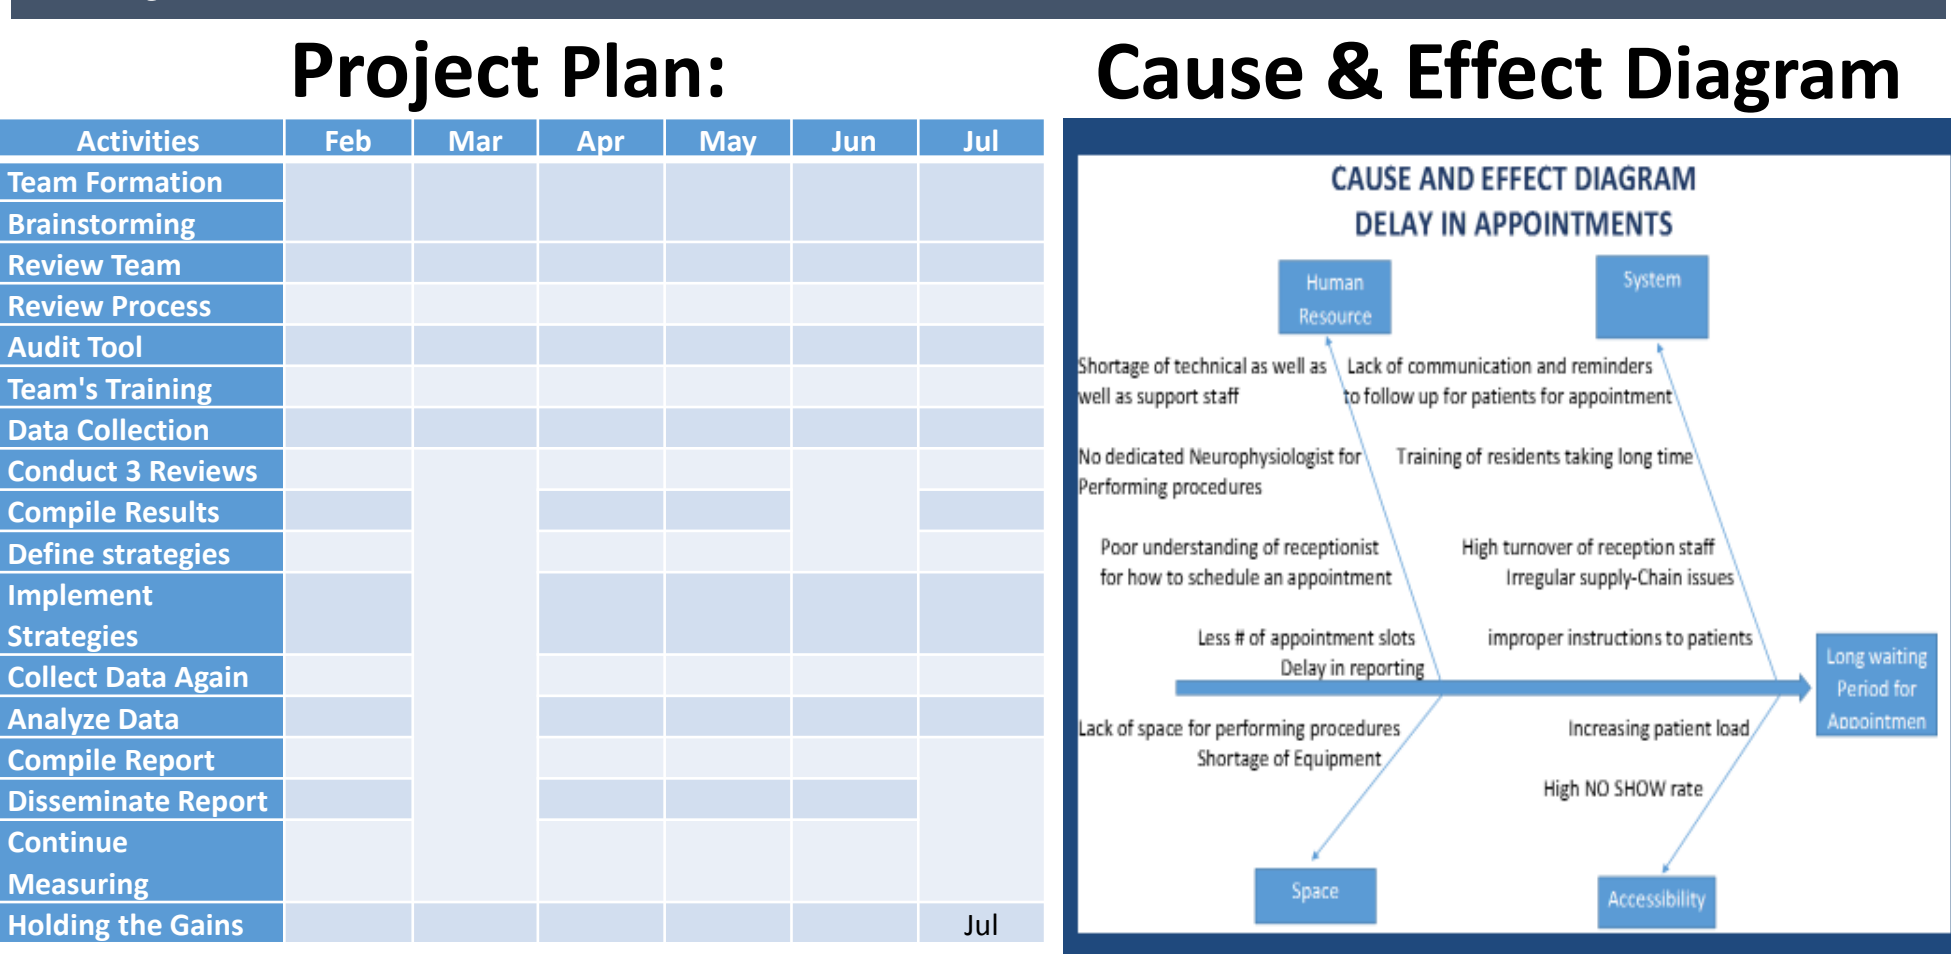 Project Plan:
Activities Feb Mar Apr May Jun Jul
Team Formation
Brainstorming
Review Team
Review Process
Audit Tool
Team's Training
Data Collection
Conduct 3 Reviews
Compile Results
Define strategies
Implement
Strategies
Collect Data Again
Analyze Data
Compile Report
Disseminate Report
Continue
Measuring
Holding the Gains Jul
Cause & Effect Diagram
CAUSE AND EFFECT DIAGRAM
DELAY IN APPOINTMENTS
Human
Resource
System
Shortage of technical as well as
well as support staff
Lack of communication and reminders
to follow up for patients for appointment
No dedicated Neurophysiologist for
Performing procedures
Training of residents taking long time
Poor understanding of receptionist
for how to schedule an appointment
High turnover of reception staff
Irregular supply-Chain issues
Less # of appointment slots
Delay in reporting
improper instructions to patients
Long waiting
Period for
Appointmen
Lack of space for performing procedures
Shortage of Equipment
Increasing patient load
High NO SHOW rate
Space
Accessibility